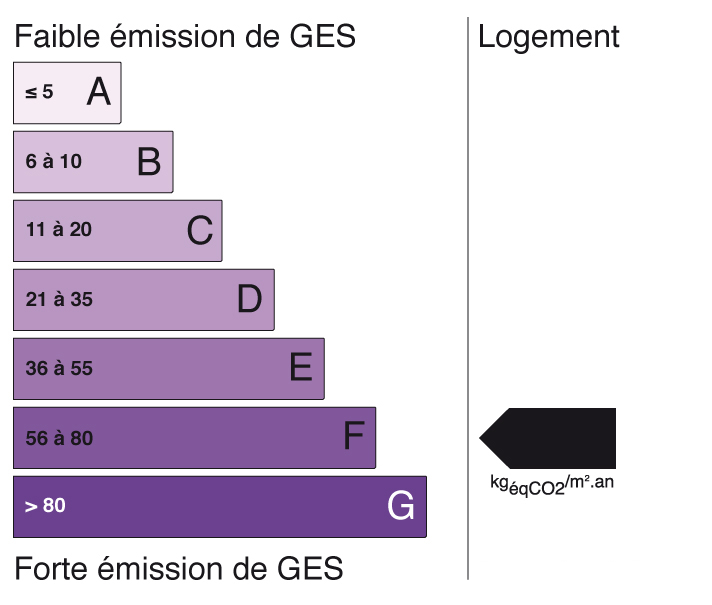 Faible émission de GES
Logement
≤ 5 A
6 à 10 B
11 à 20 C
21 à 35 D
36 à 55 E
56 à 80 F
kgéqCO2/m².an
> 80 G
Forte émission de GES